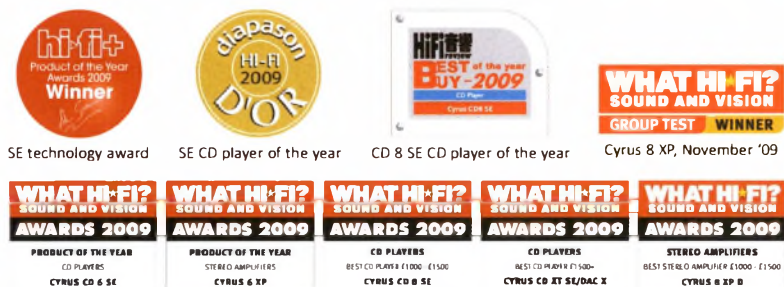 hi-fi+
Product of the Year
Awards 2009
Winner
SE technology award
diapason
HI-FI
2009
D'OR
SE CD player of the year
HiFi音響
review
BEST of the year
BUY-2009
CD Player
Cyrus CD8 SE
CD 8 SE CD player of the year
WHAT HI★FI?
SOUND AND VISION
GROUP TEST WINNER
Cyrus 8 XP, November '09
WHAT HI★FI?
SOUND AND VISION
AWARDS 2009
PRODUCT OF THE YEAR
CD PLAYERS
CYRUS CD 6 SE
WHAT HI★FI?
SOUND AND VISION
AWARDS 2009
PRODUCT OF THE YEAR
STEREO AMPLIFIERS
CYRUS 6 XP
WHAT HI★FI?
SOUND AND VISION
AWARDS 2009
CD PLAYERS
BEST CD PLAYER £1000 - £1500
CYRUS CD 8 SE
WHAT HI★FI?
SOUND AND VISION
AWARDS 2009
CD PLAYERS
BEST CD PLAYER £1500+
CYRUS CD XT SE/DAC X
WHAT HI★FI?
SOUND AND VISION
AWARDS 2009
STEREO AMPLIFIERS
BEST STEREO AMPLIFIER £1000 - £1500
CYRUS 8 XP D